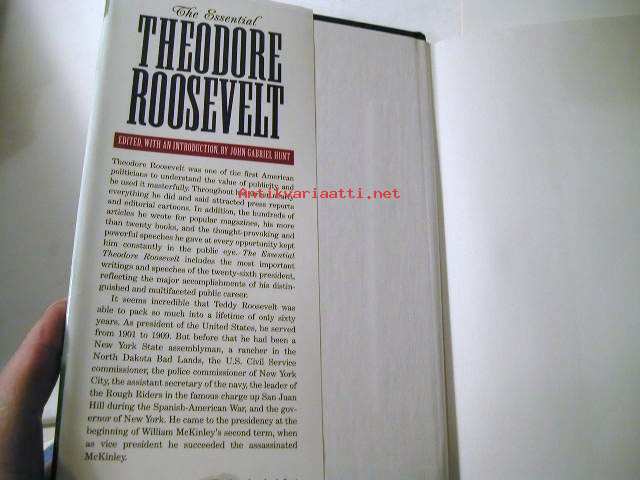 The Essential
THEODORE
ROOSEVELT
EDITED, WITH AN INTRODUCTION, BY JOHN GABRIEL HUNT
Theodore Roosevelt was one of the first American
politicians to understand the value of publicity, and
he used it masterfully. Throughout his
everything he did and said attracted press reports
and editorial cartoons. In addition, the hundreds of
articles he wrote for popular magazines, his more
than twenty books, and the thought-provoking and
powerful speeches he gave at every opportunity kept
him constantly in the public eye. The Essential
Theodore Roosevelt includes the most important
writings and speeches of the twenty-sixth president,
reflecting the major accomplishments of his distin-
guished and multifaceted public career.
It seems incredible that Teddy Roosevelt was
able to pack so much into a lifetime of only sixty
years. As president of the United States, he served
from 1901 to 1909. But before that he had been a
New York State assemblyman, a rancher in the
North Dakota Bad Lands, the U.S. Civil Service
commissioner, the police commissioner of New York
City, the assistant secretary of the navy, the leader of
the Rough Riders in the famous charge up San Juan
Hill during the Spanish-American War, and the gov-
ernor of New York. He came to the presidency at the
beginning of William McKinley's second term, when
as vice president he succeeded the assassinated
McKinley.
Antikvariaatti.net